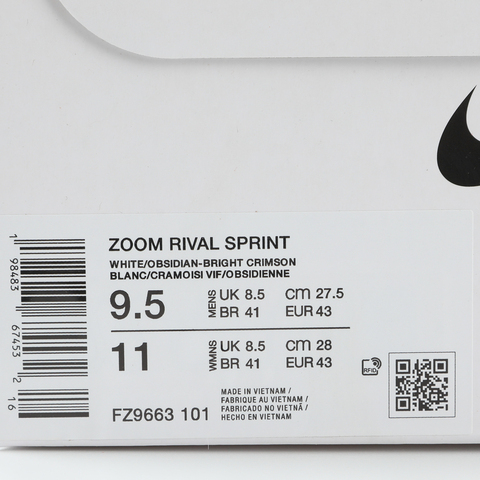 ZOOM RIVAL SPRINT
WHITE/OBSIDIAN-BRIGHT CRIMSON
BLANC/CRAMOISI VIF/OBSIDIENNE
9.5 MENS UK 8.5 CM 27.5
BR 41 EUR 43
11 WMNS UK 8.5 CM 28
BR 41 EUR 43
RFID
MADE IN VIETNAM /
FABRIQUE AU VIETNAM /
FABRICADO NO VIETNÃ /
HECHO EN VIETNAM
FZ9663 101
1 98483 67453 2 16